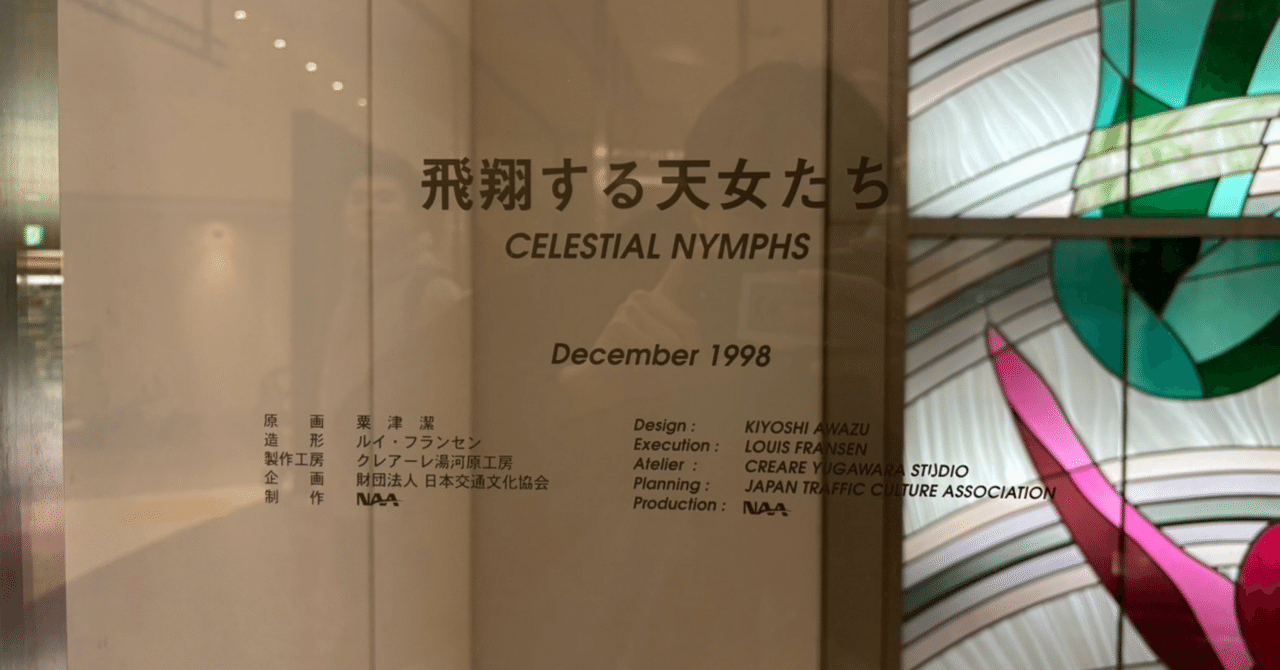 飛翔する天女たち
CELESTIAL NYMPHS
December 1998
原 画 粟 津 潔
造 形 ルイ・フランセン
製作工房 クレアーレ湯河原工房
企 画 財団法人 日本交通文化協会
制 作 NAA
Design : KIYOSHI AWAZU
Execution : LOUIS FRANSEN
Atelier : CREARE YUGAWARA STUDIO
Planning : JAPAN TRAFFIC CULTURE ASSOCIATION
Production : NAA